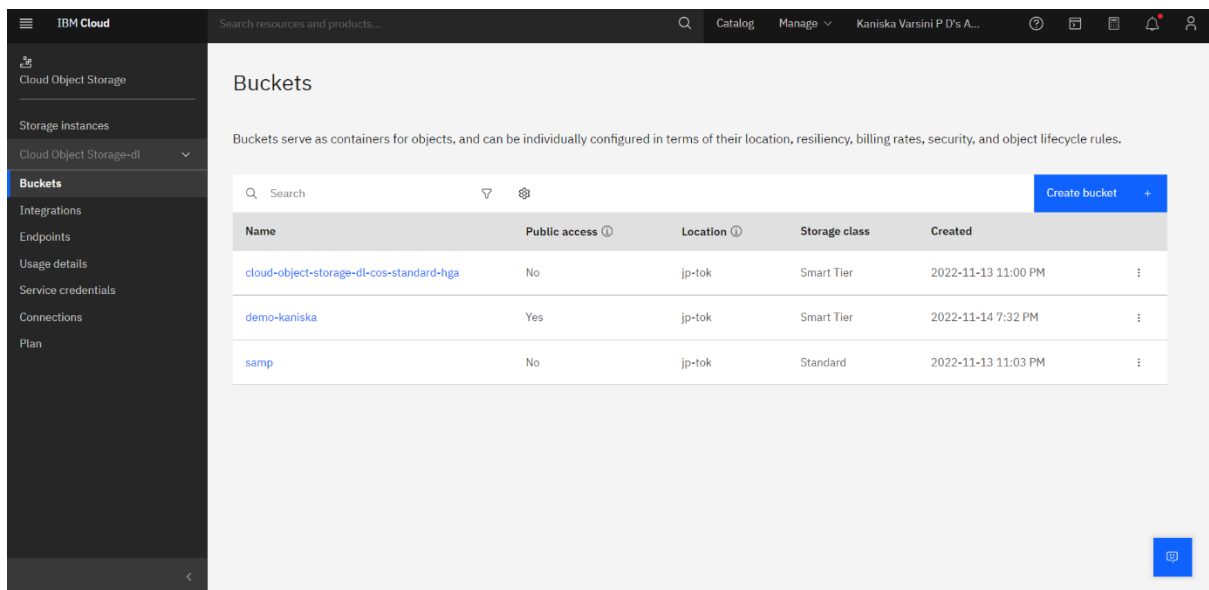 IBM Cloud
Search resources and products...
Catalog
Manage
Kaniska Varsini P D's A...
Cloud Object Storage
Storage instances
Cloud Object Storage-dl
Buckets
Integrations
Endpoints
Usage details
Service credentials
Connections
Plan
Buckets
Buckets serve as containers for objects, and can be individually configured in terms of their location, resiliency, billing rates, security, and object lifecycle rules.
Search
Create bucket +
Name Public access Location Storage class Created
cloud-object-storage-dl-cos-standard-hga No jp-tok Smart Tier 2022-11-13 11:00 PM
demo-kaniska Yes jp-tok Smart Tier 2022-11-14 7:32 PM
samp No jp-tok Standard 2022-11-13 11:03 PM